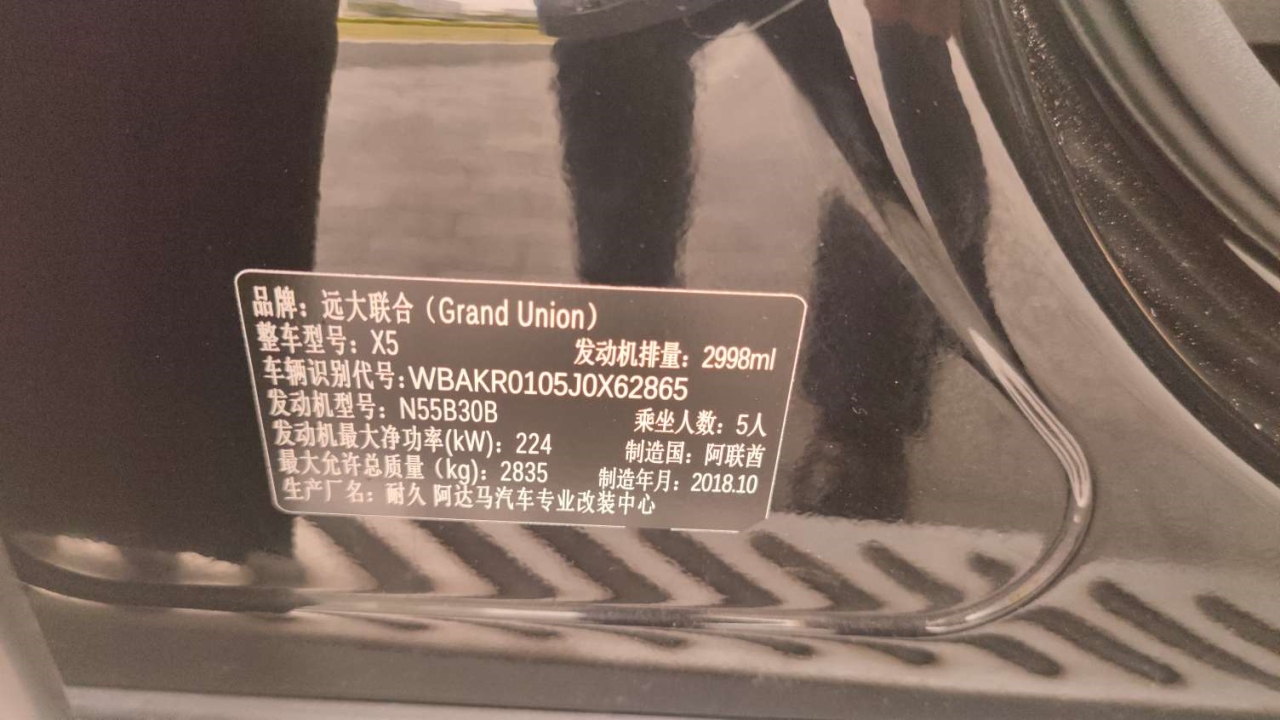 品牌：远大联合（Grand Union）
整车型号：X5 发动机排量：2998ml
车辆识别代号：WBAKR0105J0X62865
发动机型号：N55B30B 乘坐人数：5人
发动机最大净功率(kW)：224 制造国：阿联酋
最大允许总质量（kg)：2835 制造年月：2018.10
生产厂名：耐久 阿达马汽车专业改装中心